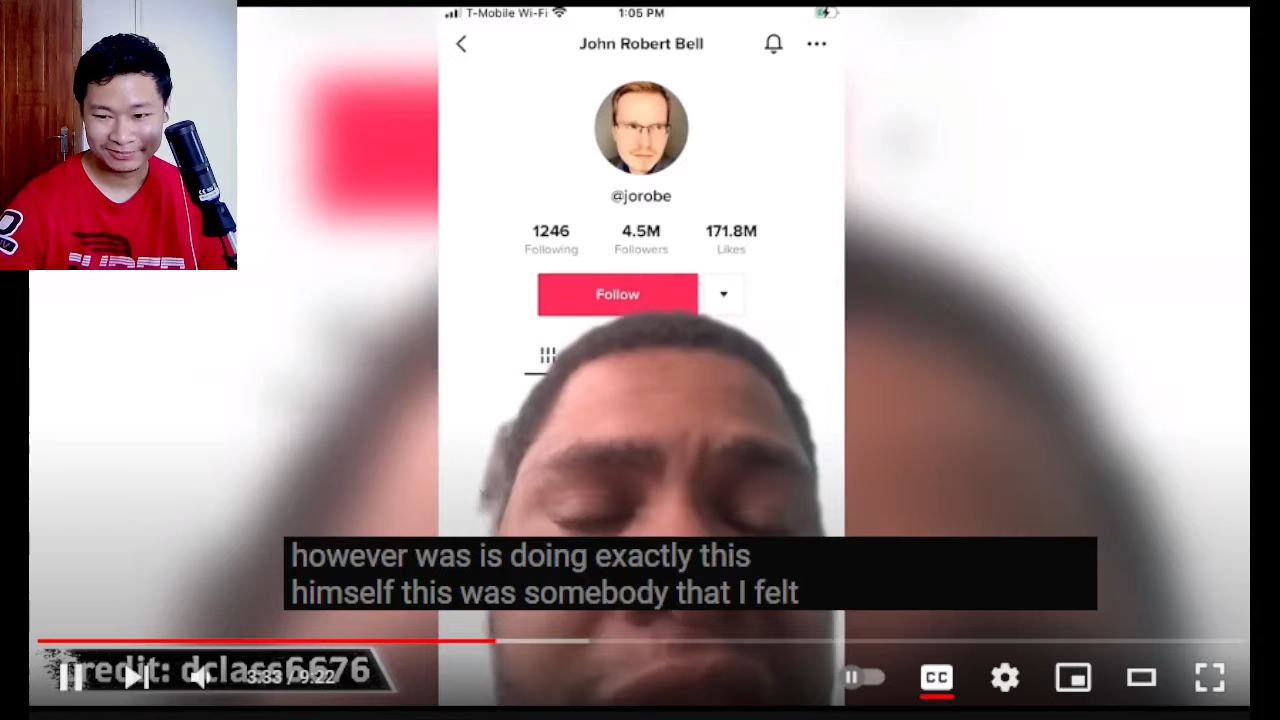 T-Mobile Wi-Fi
1:05 PM
John Robert Bell
@jorobe
1246
4.5M
171.8M
Following
Followers
Likes
Follow
however was is doing exactly this
himself this was somebody that I felt
credit: dclass6676
3:33 / 9:22
CC